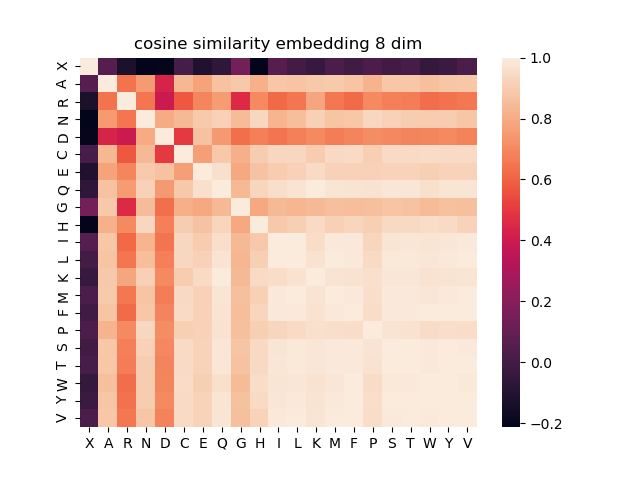 cosine similarity embedding 8 dim
X
A
R
N
D
C
E
Q
G
H
I
L
K
M
F
P
S
T
W
Y
V
X A R N D C E Q G H I L K M F P S T W Y V
1.0
0.8
0.6
0.4
0.2
0.0
−0.2